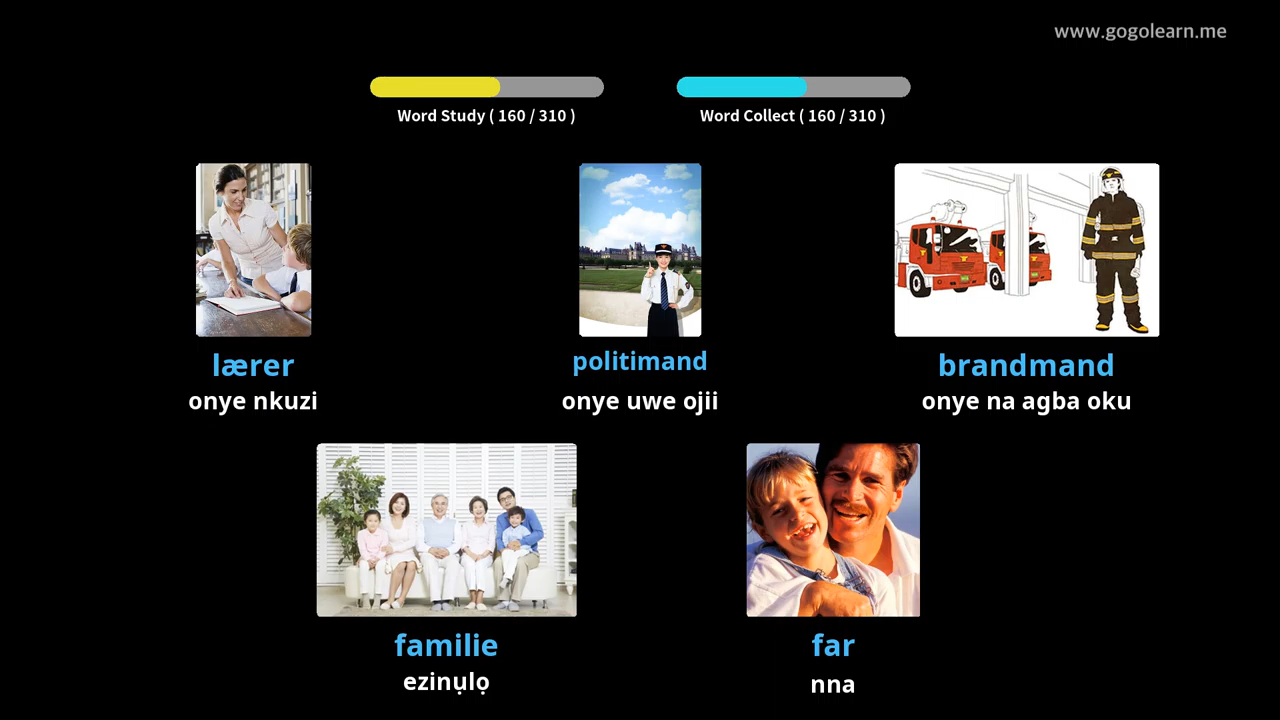 www.gogolearn.me
Word Study ( 160 / 310 )
Word Collect ( 160 / 310 )
lærer
onye nkuzi
politimand
onye uwe ojii
brandmand
onye na agba oku
familie
ezinụlọ
far
nna